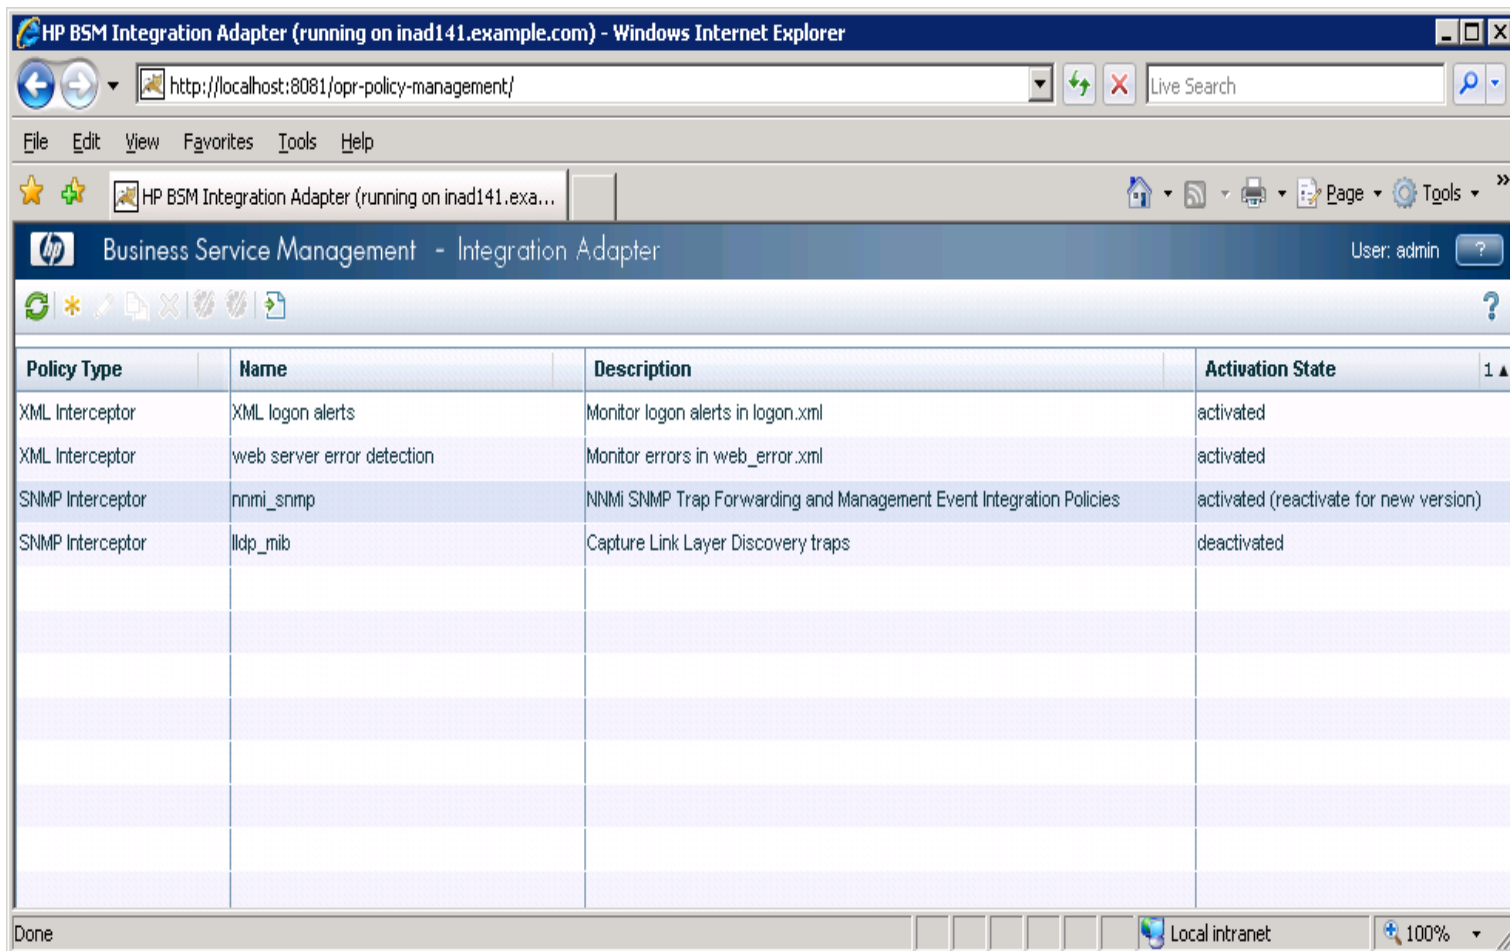 HP BSM Integration Adapter (running on inad141.example.com) - Windows Internet Explorer
http://localhost:8081/opr-policy-management/
Live Search
File Edit View Favorites Tools Help
HP BSM Integration Adapter (running on inad141.exa...
Page Tools »
hp Business Service Management - Integration Adapter User: admin ?
?
Policy Type Name Description Activation State 1 ▲
XML Interceptor XML logon alerts Monitor logon alerts in logon.xml activated
XML Interceptor web server error detection Monitor errors in web_error.xml activated
SNMP Interceptor nnmi_snmp NNMi SNMP Trap Forwarding and Management Event Integration Policies activated (reactivate for new version)
SNMP Interceptor lldp_mib Capture Link Layer Discovery traps deactivated
Done Local intranet 100%